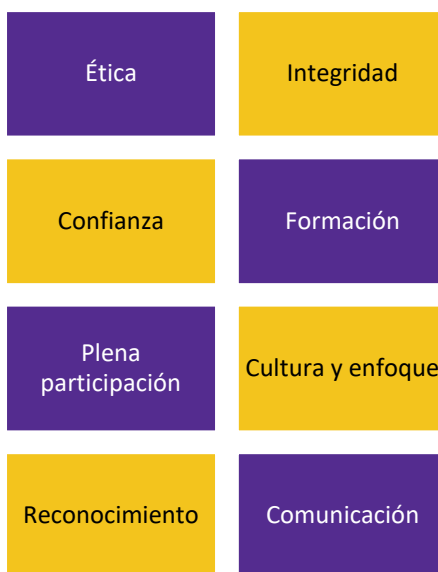 Ética
Integridad
Confianza
Formación
Plena
participación
Cultura y enfoque
Reconocimiento
Comunicación